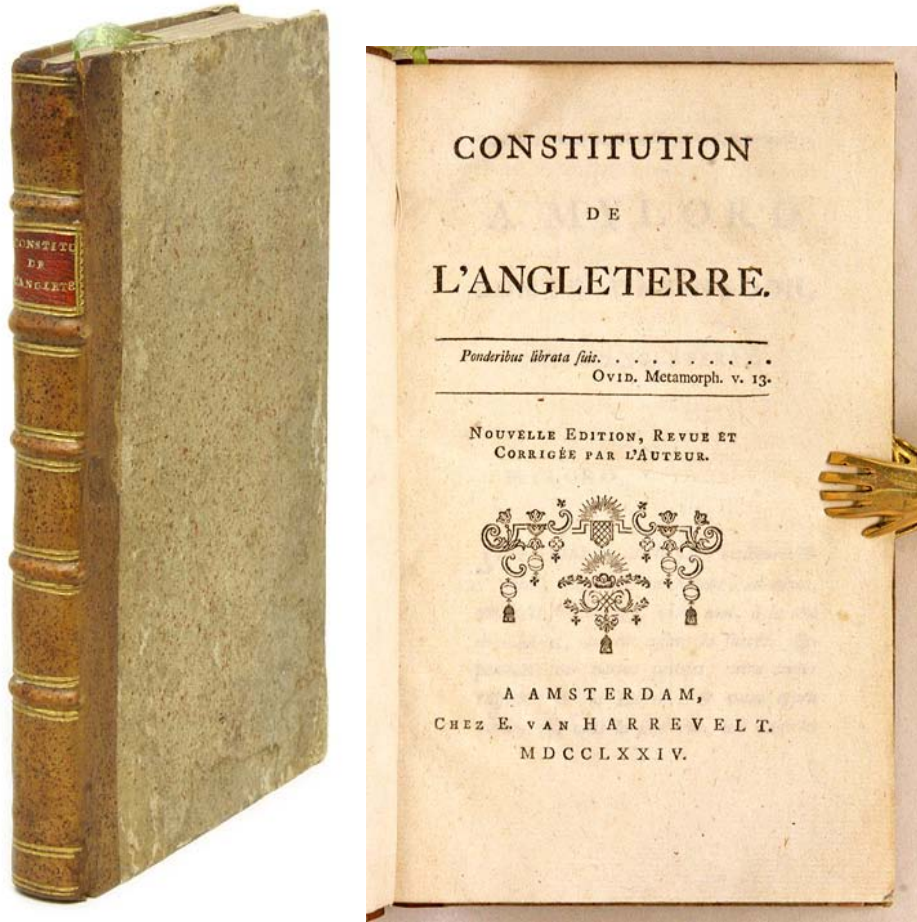 CONSTITU
DE
L'ANGLETE
CONSTITUTION
DE
L'ANGLETERRE.
Ponderibus librata ſuis. . . . . . . . . . .
OVID. Metamorph. v. 13.
NOUVELLE EDITION, REVUE ET
CORRIGÉE PAR L'AUTEUR.
A AMSTERDAM,
CHEZ E. VAN HARREVELT.
MDCCLXXIV.